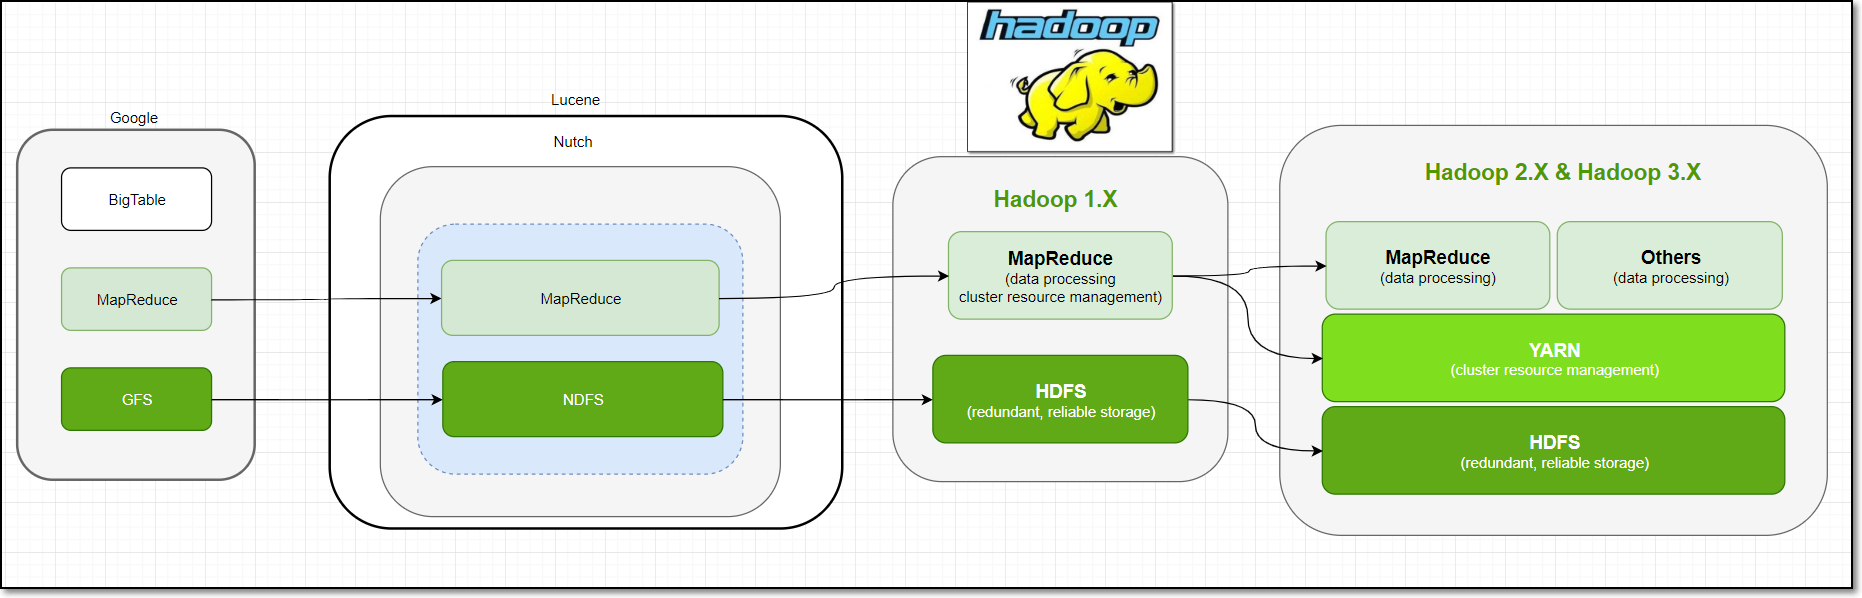 hadoop
Google
BigTable
MapReduce
GFS
Lucene
Nutch
MapReduce
NDFS
Hadoop 1.X
MapReduce
(data processing
cluster resource management)
HDFS
(redundant, reliable storage)
Hadoop 2.X & Hadoop 3.X
MapReduce
(data processing)
Others
(data processing)
YARN
(cluster resource management)
HDFS
(redundant, reliable storage)